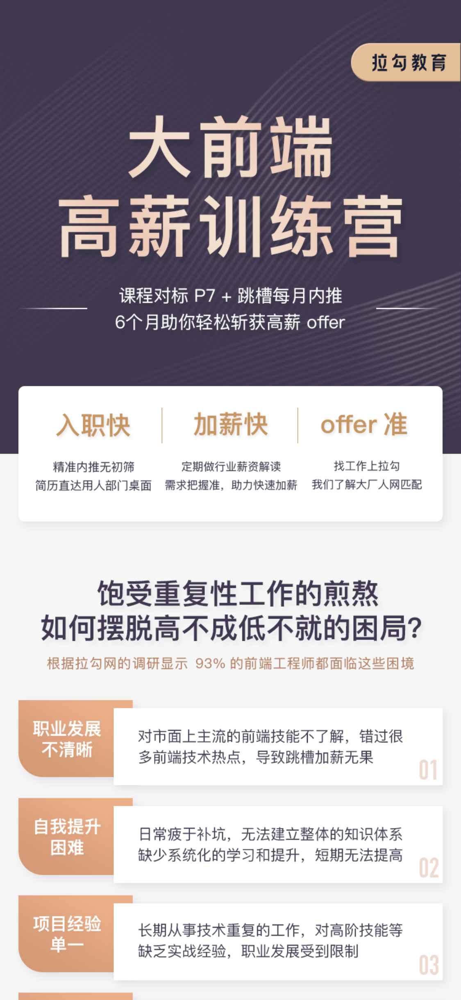 拉勾教育
大前端
高薪训练营
课程对标 P7 + 跳槽每月内推
6个月助你轻松斩获高薪 offer
入职快
精准内推无初筛
简历直达用人部门桌面
加薪快
定期做行业薪资解读
需求把握准，助力快速加薪
offer 准
找工作上拉勾
我们了解大厂人网匹配
饱受重复性工作的煎熬
如何摆脱高不成低不就的困局?
根据拉勾网的调研显示 93% 的前端工程师都面临这些困境
职业发展
不清晰
对市面上主流的前端技能不了解，错过很
多前端技术热点，导致跳槽加薪无果
01
自我提升
困难
日常疲于补坑，无法建立整体的知识体系
缺少系统化的学习和提升，短期无法提高
02
项目经验
单一
长期从事技术重复的工作，对高阶技能等
缺乏实战经验，职业发展受到限制
03